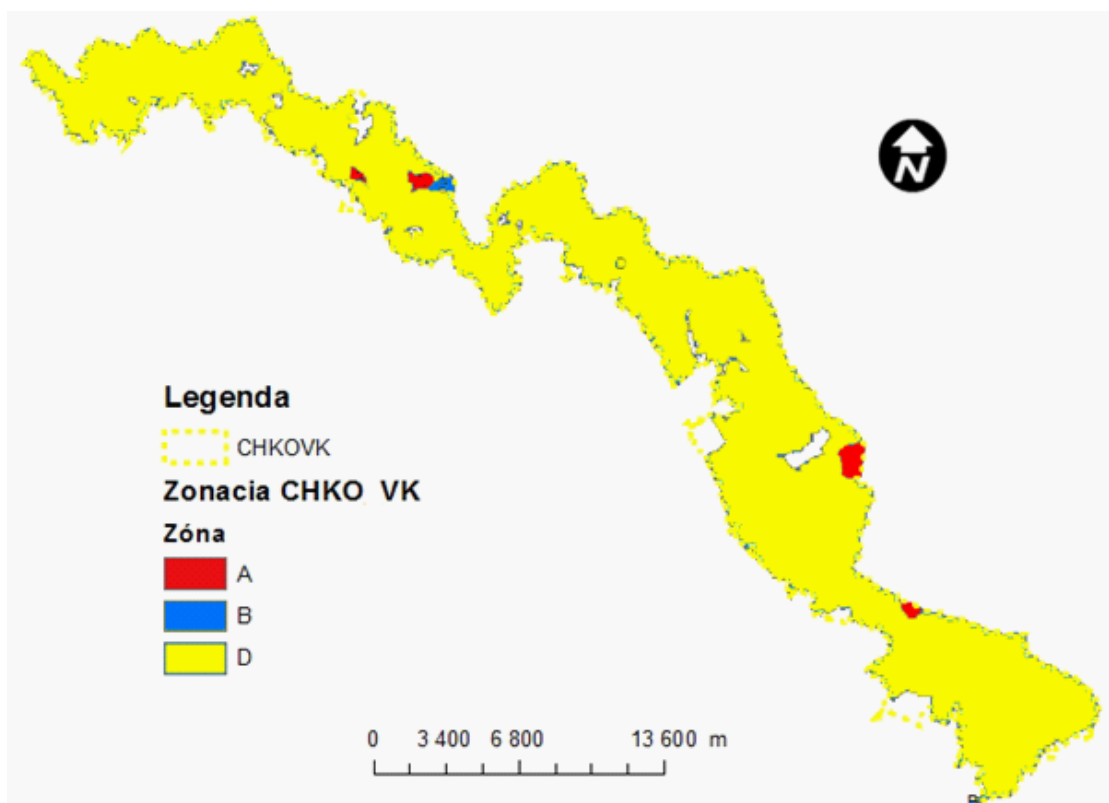 N
Legenda
CHKOVK
Zonacia CHKO VK
Zóna
A
B
D
0 3 400 6 800 13 600 m